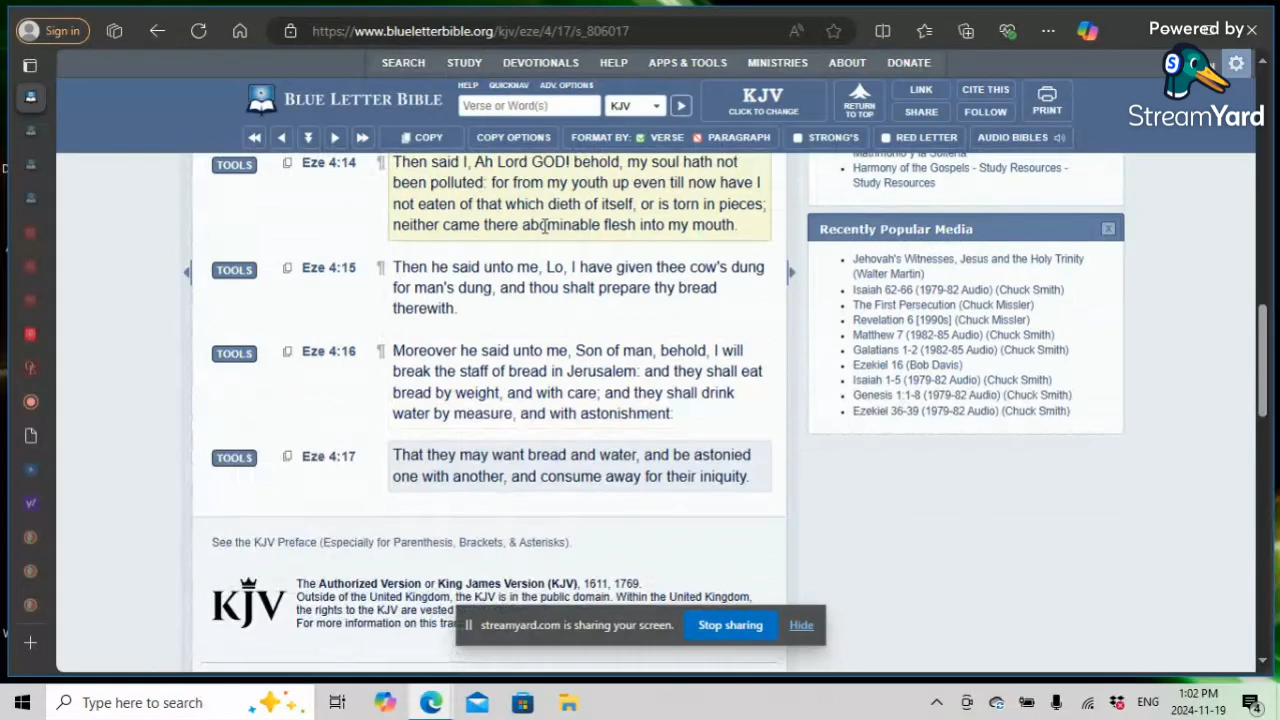 Sign in
https://www.blueletterbible.org/kjv/eze/4/17/s_806017
Powered by
StreamYard
SEARCH STUDY DEVOTIONALS HELP APPS & TOOLS MINISTRIES ABOUT DONATE
BLUE LETTER BIBLE
HELP QUICKNAV ADV. OPTIONS
Verse or Word(s) KJV
KJV
CLICK TO CHANGE
RETURN
TO TOP
LINK CITE THIS
SHARE FOLLOW
PRINT
COPY COPY OPTIONS FORMAT BY: VERSE PARAGRAPH STRONG'S RED LETTER AUDIO BIBLES
TOOLS Eze 4:14 ¶ Then said I, Ah Lord GOD! behold, my soul hath not
been polluted: for from my youth up even till now have I
not eaten of that which dieth of itself, or is torn in pieces;
neither came there abominable flesh into my mouth.
TOOLS Eze 4:15 ¶ Then he said unto me, Lo, I have given thee cow's dung
for man's dung, and thou shalt prepare thy bread
therewith.
TOOLS Eze 4:16 ¶ Moreover he said unto me, Son of man, behold, I will
break the staff of bread in Jerusalem: and they shall eat
bread by weight, and with care; and they shall drink
water by measure, and with astonishment:
TOOLS Eze 4:17 That they may want bread and water, and be astonied
one with another, and consume away for their iniquity.
See the KJV Preface (Especially for Parenthesis, Brackets, & Asterisks).
KJV
The Authorized Version or King James Version (KJV), 1611, 1769.
Outside of the United Kingdom, the KJV is in the public domain. Within the United Kingdom,
the rights to the KJV are vested
For more information on this
Harmony of the Gospels - Study Resources -
Study Resources
Recently Popular Media
Jehovah's Witnesses, Jesus and the Holy Trinity
(Walter Martin)
Isaiah 62-66 (1979-82 Audio) (Chuck Smith)
The First Persecution (Chuck Missler)
Revelation 6 [1990s] (Chuck Missler)
Matthew 7 (1982-85 Audio) (Chuck Smith)
Galatians 1-2 (1982-85 Audio) (Chuck Smith)
Ezekiel 16 (Bob Davis)
Isaiah 1-5 (1979-82 Audio) (Chuck Smith)
Genesis 1:1-8 (1979-82 Audio) (Chuck Smith)
Ezekiel 36-39 (1979-82 Audio) (Chuck Smith)
streamyard.com is sharing your screen. Stop sharing Hide
Type here to search
ENG
1:02 PM
2024-11-19
4